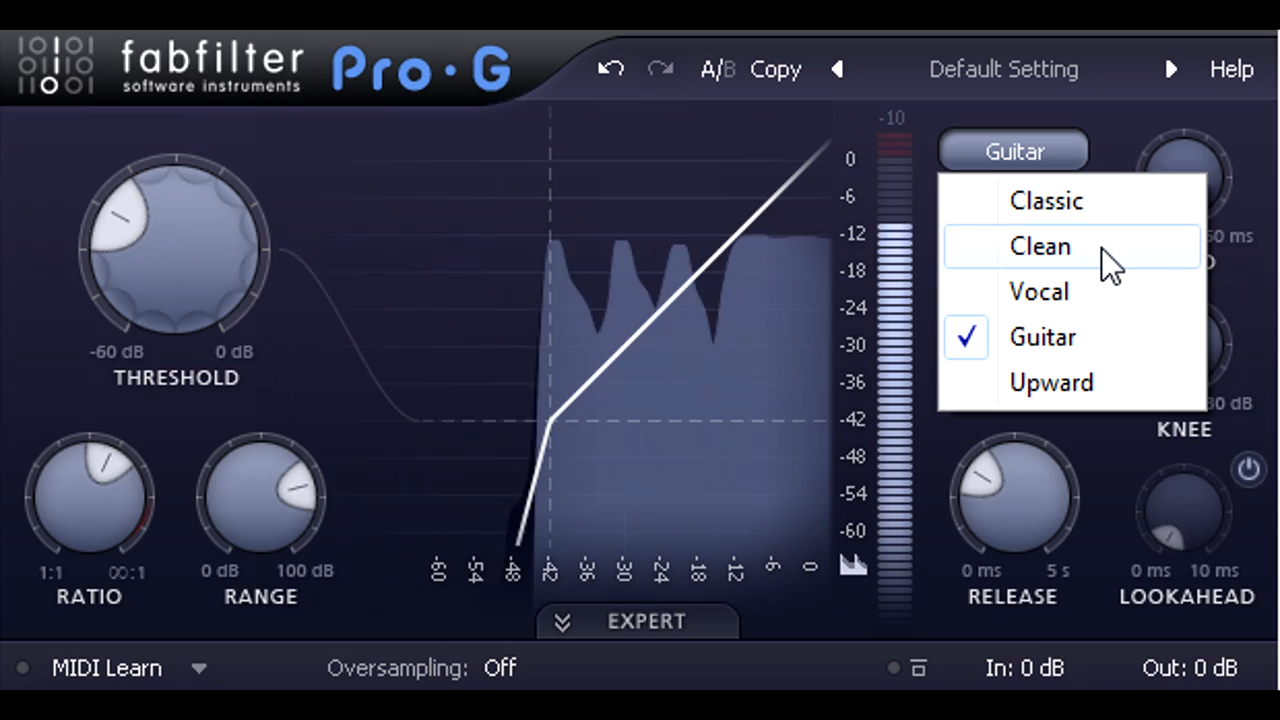 fabfilter
software instruments
Pro·G
A/B Copy
Default Setting
Help
-10
0
-6
-12
-18
-24
-30
-36
-42
-48
-54
-60
Guitar
Classic
Clean
Vocal
Guitar
Upward
-60 dB 0 dB
THRESHOLD
1:1 ∞:1
RATIO
0 dB 100 dB
RANGE
-60 -54 -48 -42 -36 -30 -24 -18 -12 -6 0
KNEE
0 ms 5 s
RELEASE
0 ms 10 ms
LOOKAHEAD
EXPERT
MIDI Learn
Oversampling: Off
In: 0 dB
Out: 0 dB